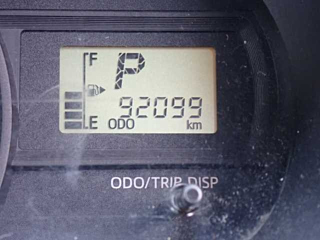 F
P
92099
E ODO km
ODO/TRIP DISP